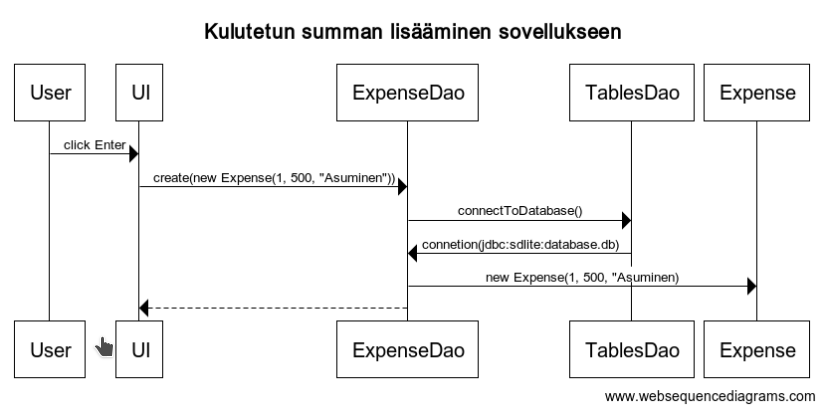 Kulutetun summan lisääminen sovellukseen
User UI ExpenseDao TablesDao Expense
click Enter
create(new Expense(1, 500, "Asuminen"))
connectToDatabase()
connetion(jdbc:sdlite:database.db)
new Expense(1, 500, "Asuminen)
User UI ExpenseDao TablesDao Expense
www.websequencediagrams.com